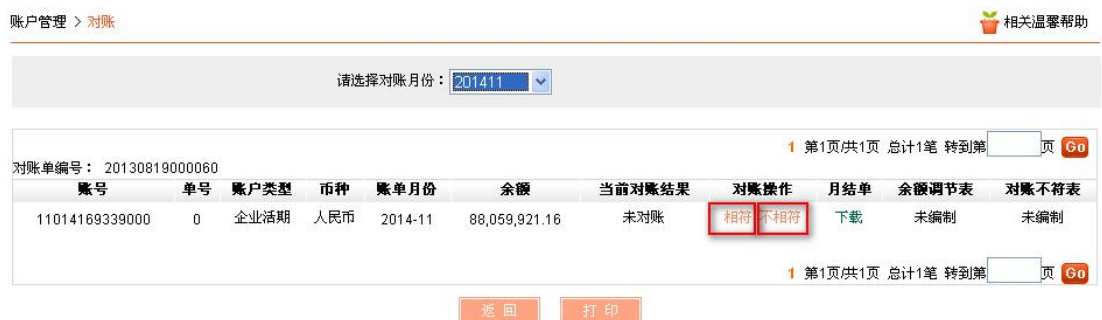 账户管理 > 对账
相关温馨帮助
请选择对账月份： 201411
1 第1页/共1页 总计1笔 转到第 页 Go
对账单编号： 20130819000060
账号 单号 账户类型 币种 账单月份 余额 当前对账结果 对账操作 月结单 余额调节表 对账不符表
11014169339000 0 企业活期 人民币 2014-11 88,059,921.16 未对账 相符 不相符 下载 未编制 未编制
1 第1页/共1页 总计1笔 转到第 页 Go
返回 打印